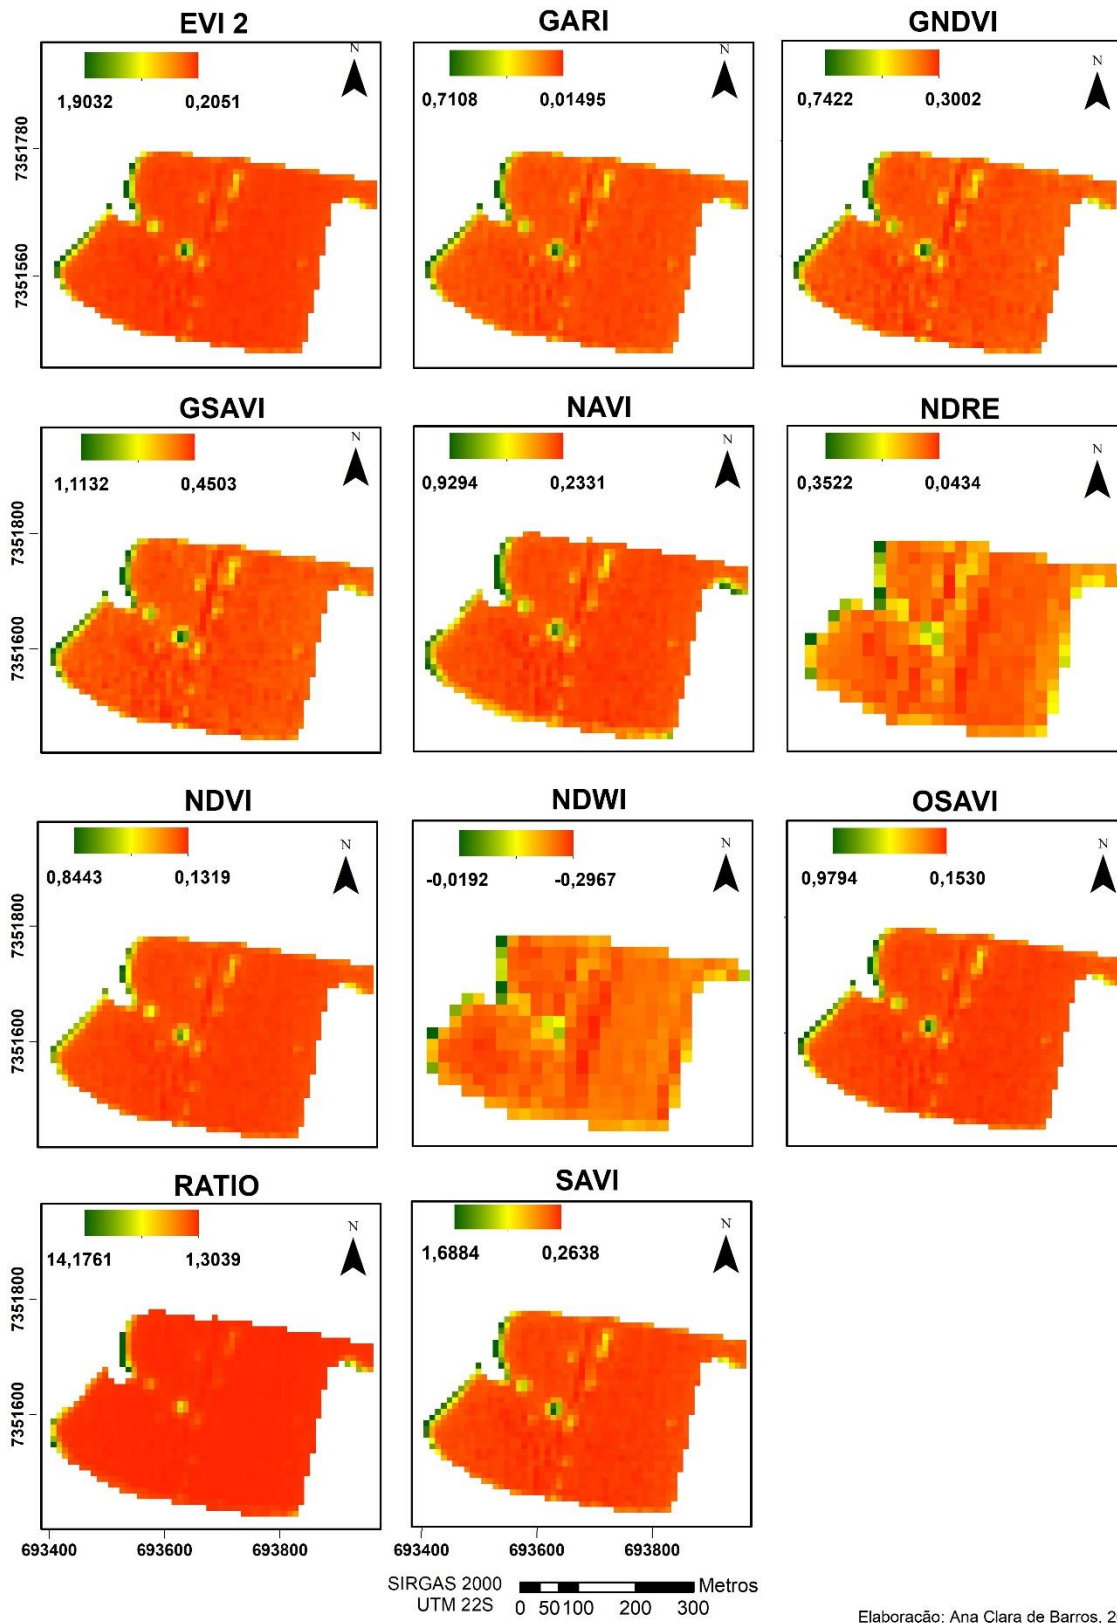 EVI 2
GARI
GNDVI
N
N
N
1,9032 0,2051
0,7108 0,01495
0,7422 0,3002
7351780
7351560
GSAVI
NAVI
NDRE
N
N
N
1,1132 0,4503
0,9294 0,2331
0,3522 0,0434
7351800
7351600
NDVI
NDWI
OSAVI
N
N
N
0,8443 0,1319
-0,0192 -0,2967
0,9794 0,1530
7351800
7351600
RATIO
SAVI
N
N
14,1761 1,3039
1,6884 0,2638
7351800
7351600
693400 693600 693800
693400 693600 693800
SIRGAS 2000
UTM 22S
Metros
0 50 100 200 300
Elaboração: Ana Clara de Barros. 2